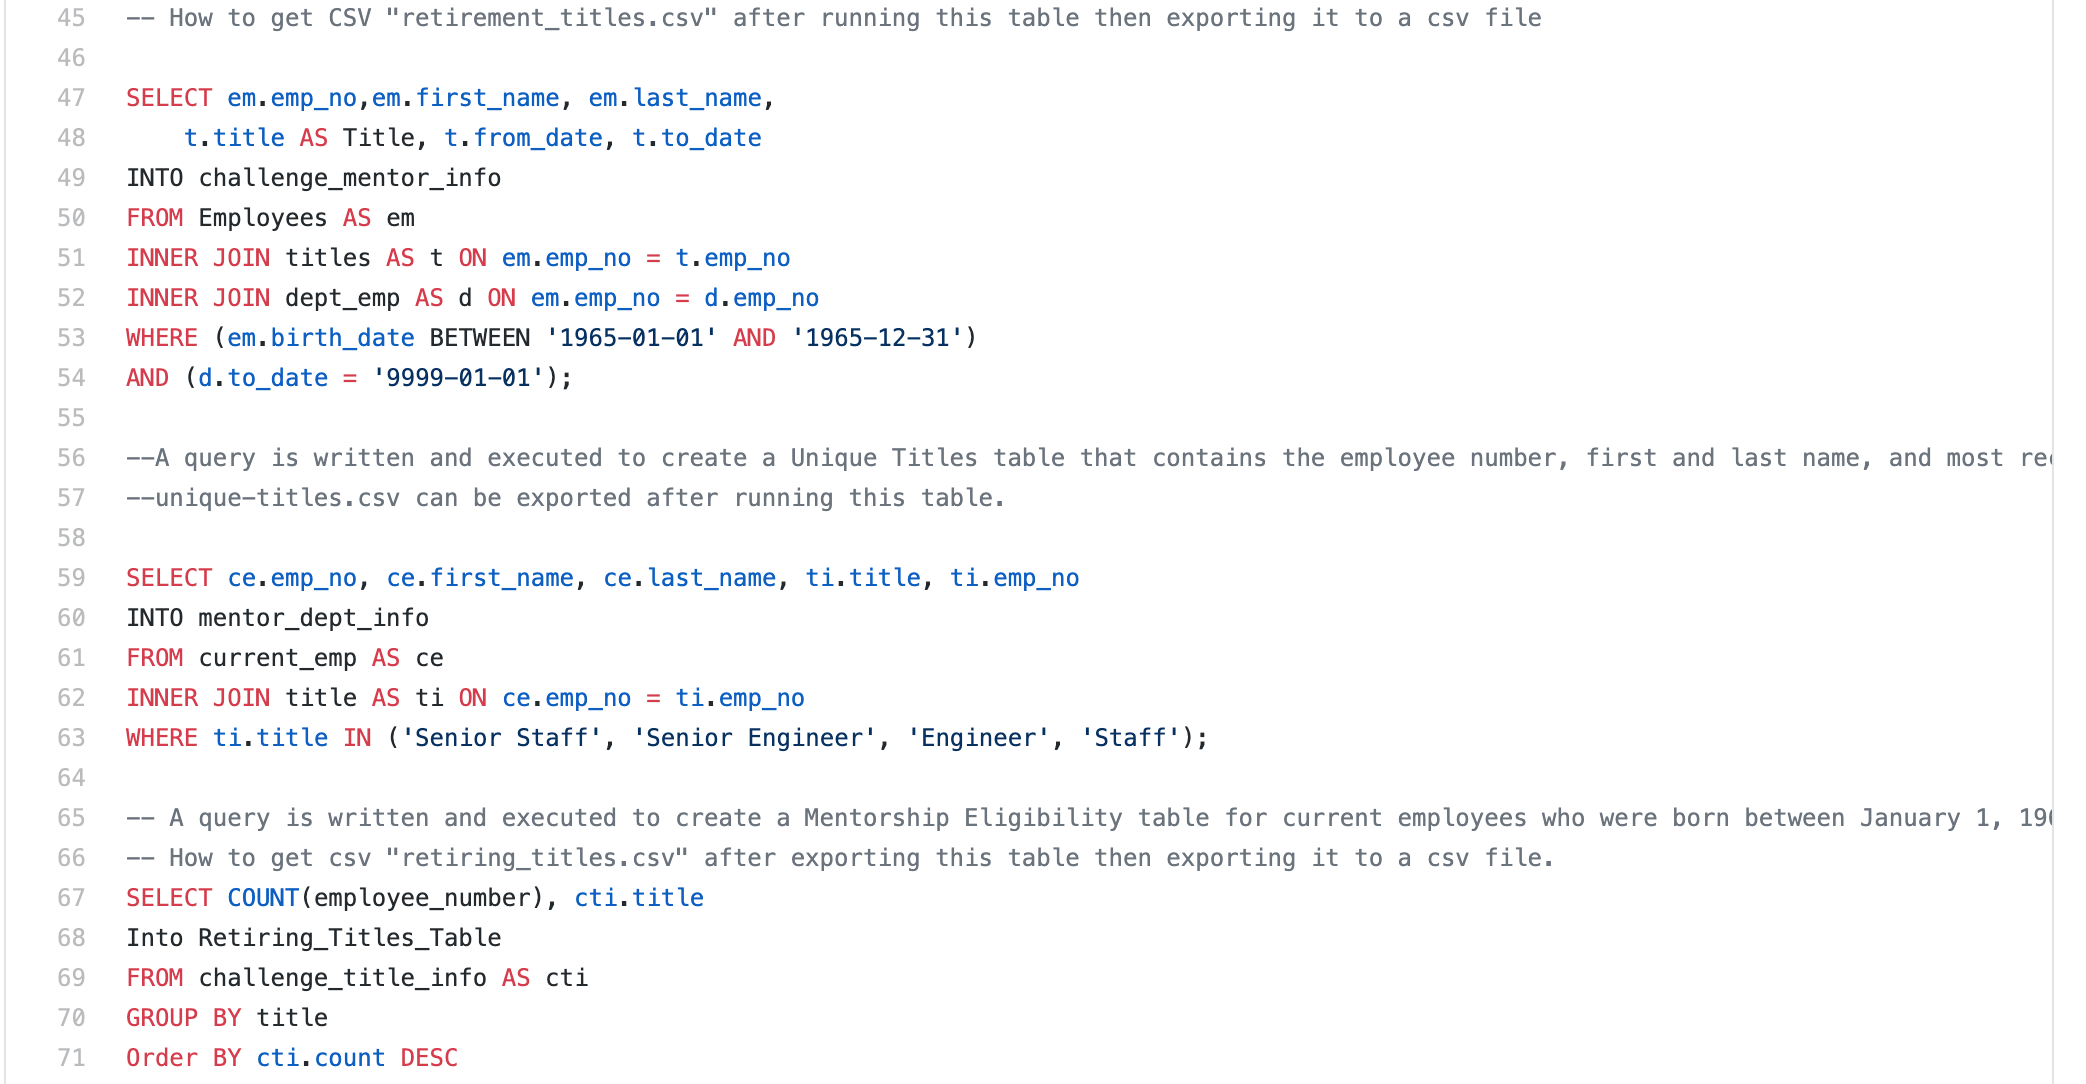 45 -- How to get CSV "retirement_titles.csv" after running this table then exporting it to a csv file
46
47 SELECT em.emp_no,em.first_name, em.last_name,
48     t.title AS Title, t.from_date, t.to_date
49 INTO challenge_mentor_info
50 FROM Employees AS em
51 INNER JOIN titles AS t ON em.emp_no = t.emp_no
52 INNER JOIN dept_emp AS d ON em.emp_no = d.emp_no
53 WHERE (em.birth_date BETWEEN '1965-01-01' AND '1965-12-31')
54 AND (d.to_date = '9999-01-01');
55
56 --A query is written and executed to create a Unique Titles table that contains the employee number, first and last name, and most
57 --unique-titles.csv can be exported after running this table.
58
59 SELECT ce.emp_no, ce.first_name, ce.last_name, ti.title, ti.emp_no
60 INTO mentor_dept_info
61 FROM current_emp AS ce
62 INNER JOIN title AS ti ON ce.emp_no = ti.emp_no
63 WHERE ti.title IN ('Senior Staff', 'Senior Engineer', 'Engineer', 'Staff');
64
65 -- A query is written and executed to create a Mentorship Eligibility table for current employees who were born between January 1,
66 -- How to get csv "retiring_titles.csv" after exporting this table then exporting it to a csv file.
67 SELECT COUNT(employee_number), cti.title
68 Into Retiring_Titles_Table
69 FROM challenge_title_info AS cti
70 GROUP BY title
71 Order BY cti.count DESC